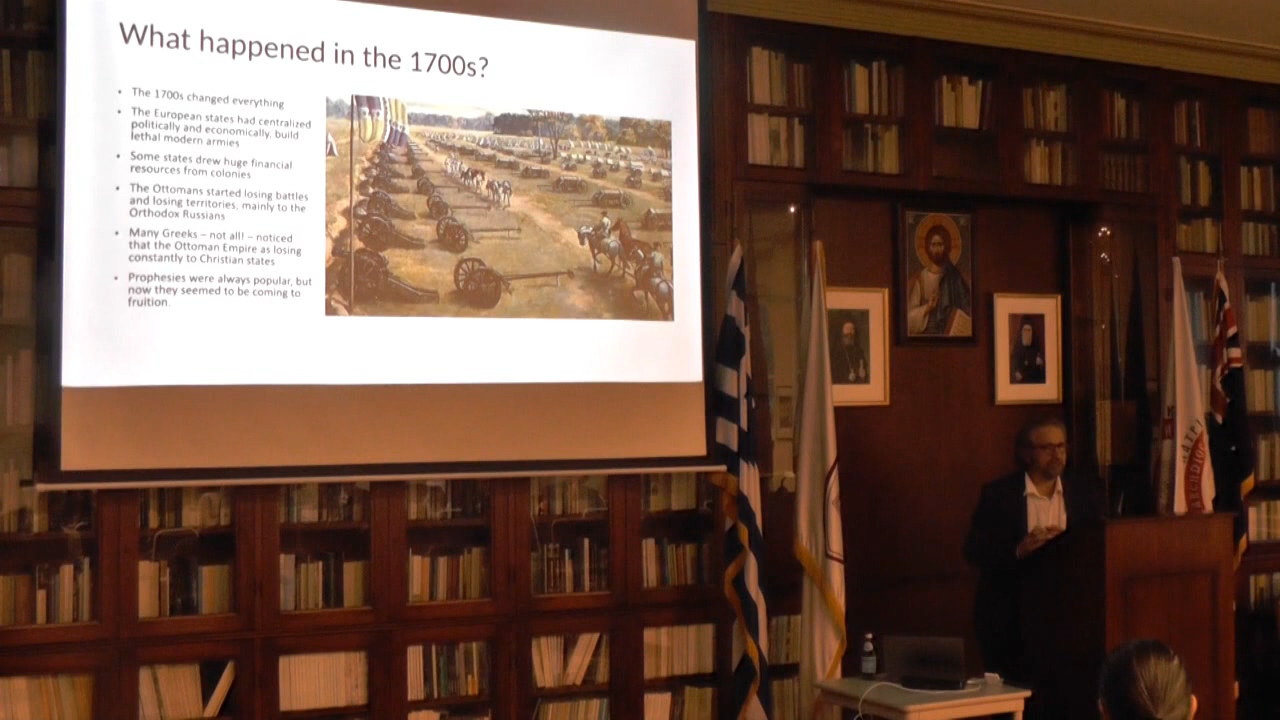 What happened in the 1700s?
• The 1700s changed everything
• The European states had centralized
politically and economically, build
lethal modern armies
• Some states drew huge financial
resources from colonies
• The Ottomans started losing battles
and losing territories, mainly to the
Orthodox Russians
• Many Greeks – not all! – noticed
that the Ottoman Empire as losing
constantly to Christian states
• Prophesies were always popular, but
now they seemed to be coming to
fruition.